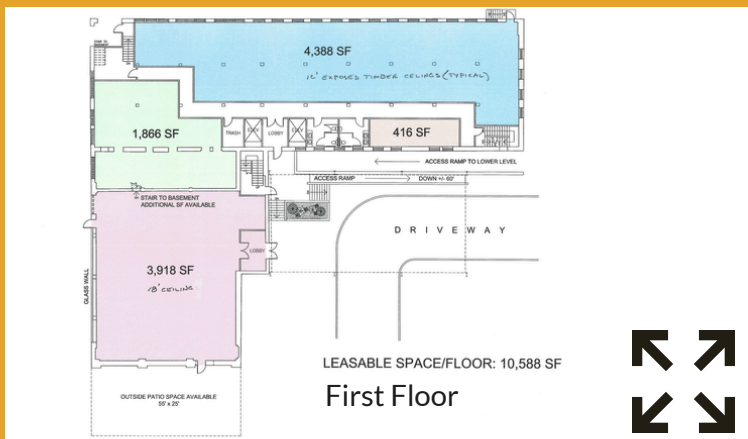 4,388 SF
12' EXPOSED TIMBER CEILINGS (TYPICAL)
1,866 SF
TRASH
ELEV
LOBBY
ELEV
416 SF
ACCESS RAMP TO LOWER LEVEL
ACCESS RAMP
DOWN +/- 60'
STAIR TO BASEMENT
ADDITIONAL SF AVAILABLE
DRIVEWAY
LOBBY
3,918 SF
18' CEILING
GLASS WALL
LEASABLE SPACE/FLOOR: 10,588 SF
First Floor
OUTSIDE PATIO SPACE AVAILABLE
55' x 25'